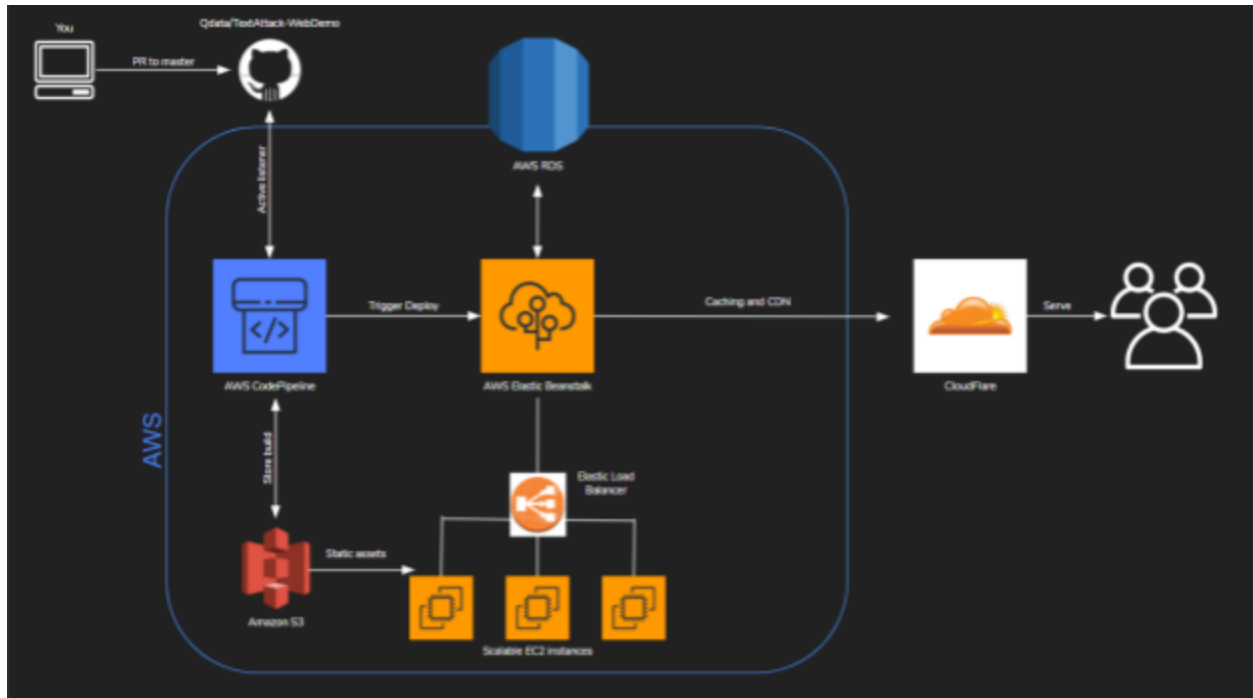 You
Qdata/TextAttack-WebDemo
PR to master
Active listener
AWS RDS
Trigger Deploy
Caching and CDN
Serve
AWS CodePipeline
AWS Elastic Beanstalk
CloudFlare
AWS
Store build
Elastic Load
Balancer
Static assets
Amazon S3
Scalable EC2 instances